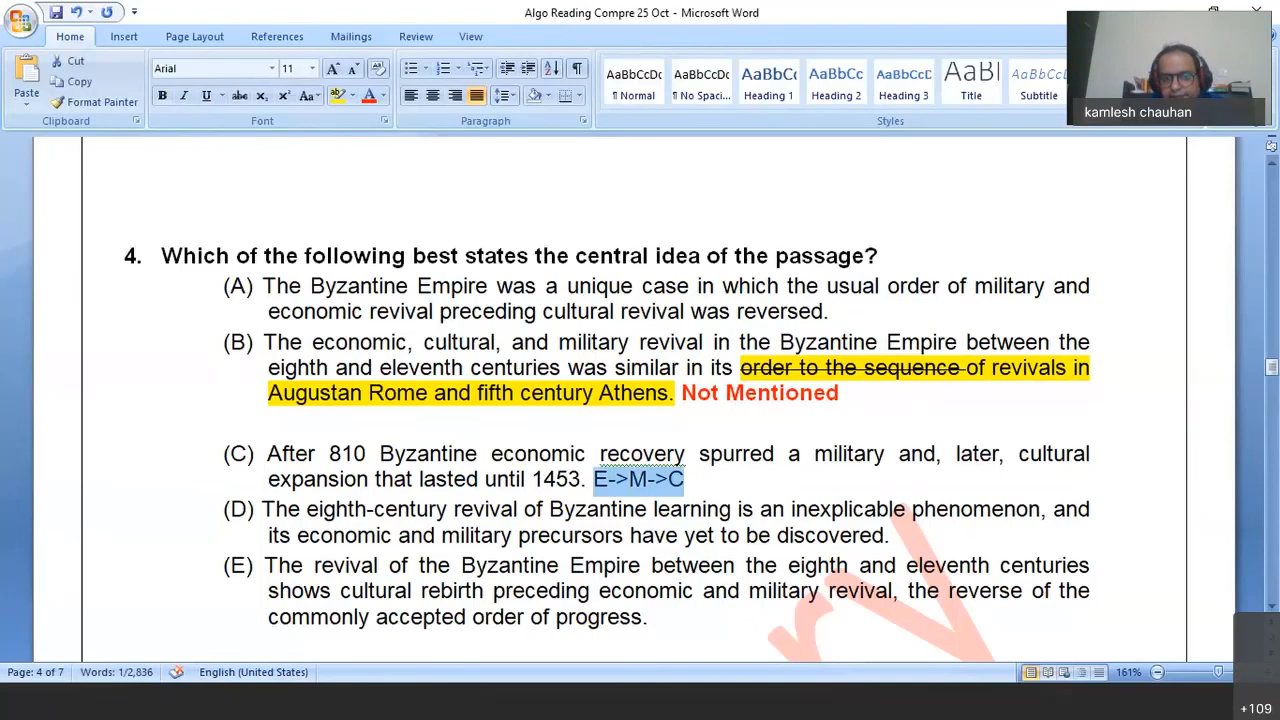 Algo Reading Compre 25 Oct - Microsoft Word
Home Insert Page Layout References Mailings Review View
Paste
Cut
Copy
Format Painter
Clipboard
Arial 11
B I U abc x₂ x² Aa
Font
Paragraph
AaBbCcDc AaBbCcDc AaBbCcDc AaBbCc AaBbCcDc AaBl AaBbCcDc
¶ Normal ¶ No Spaci... Heading 1 Heading 2 Heading 3 Title Subtitle
Styles
kamlesh chauhan
4. Which of the following best states the central idea of the passage?
(A) The Byzantine Empire was a unique case in which the usual order of military and
economic revival preceding cultural revival was reversed.
(B) The economic, cultural, and military revival in the Byzantine Empire between the
eighth and eleventh centuries was similar in its order to the sequence of revivals in
Augustan Rome and fifth century Athens. Not Mentioned
(C) After 810 Byzantine economic recovery spurred a military and, later, cultural
expansion that lasted until 1453. E->M->C
(D) The eighth-century revival of Byzantine learning is an inexplicable phenomenon, and
its economic and military precursors have yet to be discovered.
(E) The revival of the Byzantine Empire between the eighth and eleventh centuries
shows cultural rebirth preceding economic and military revival, the reverse of the
commonly accepted order of progress.
rv
Page: 4 of 7 Words: 1/2,836 English (United States) 161%
+109